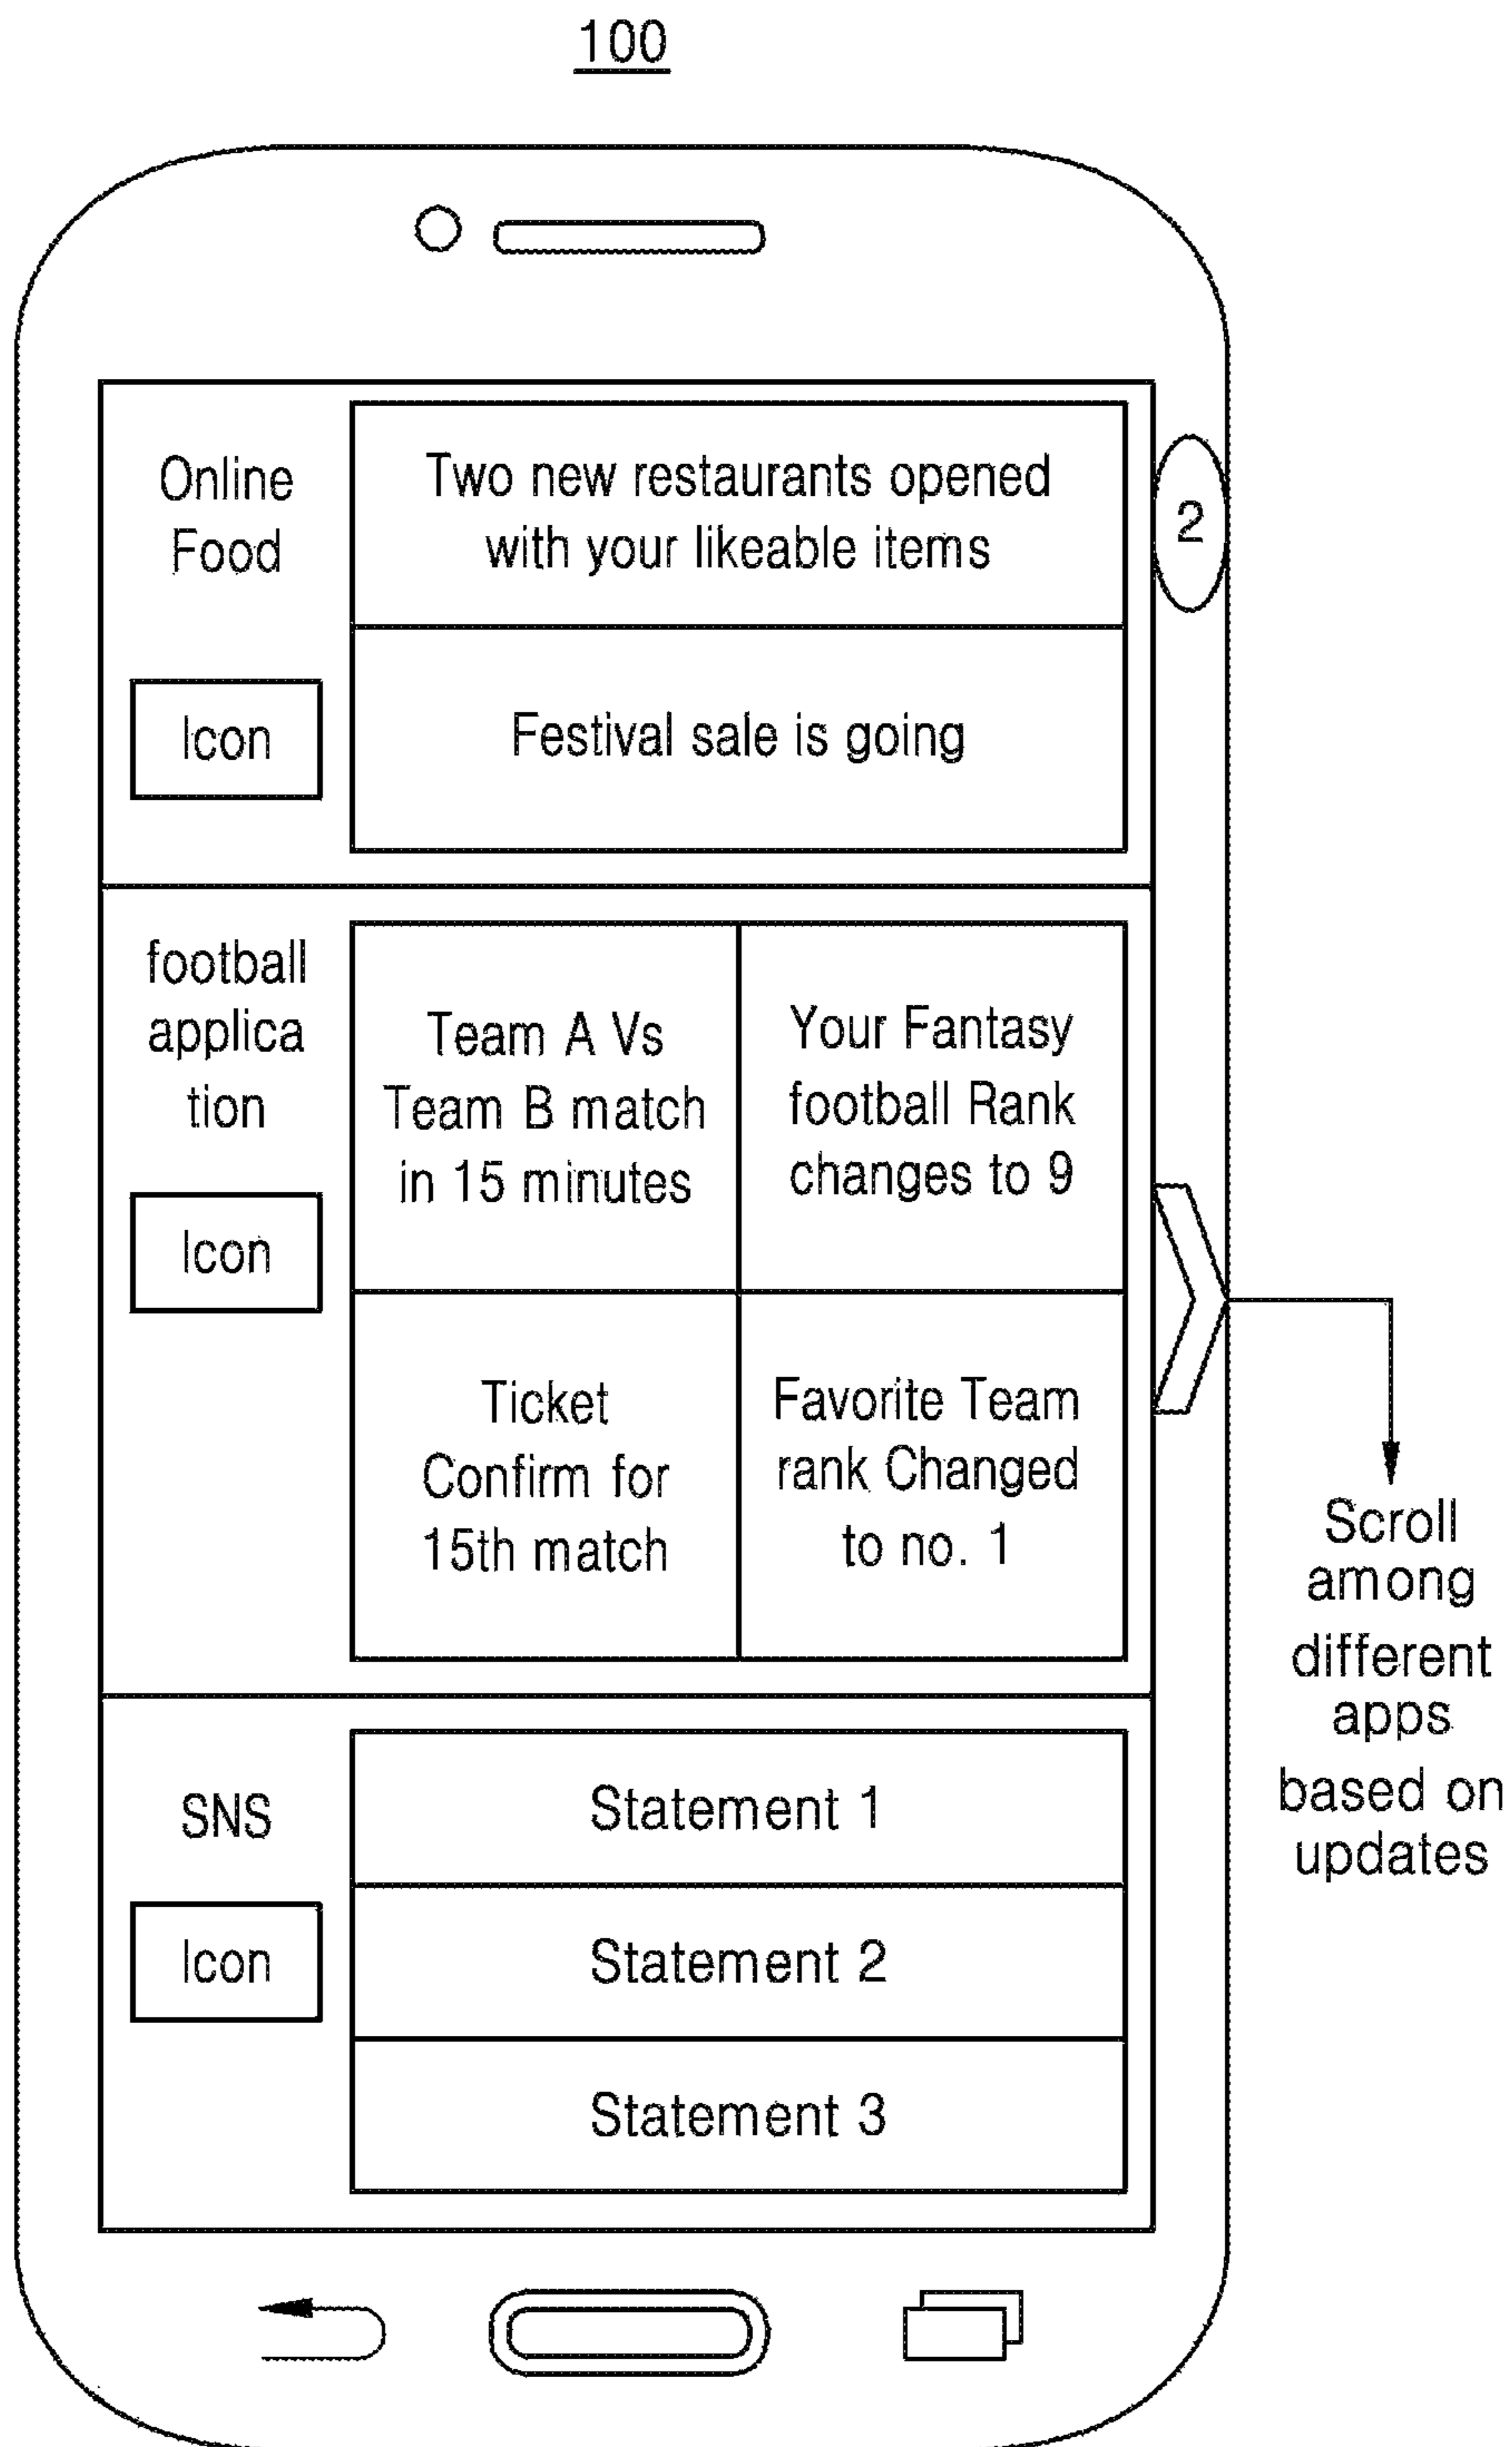 100
Online
Food
Icon
Two new restaurants opened
with your likeable items
Festival sale is going
2
football
applica
tion
Icon
Team A Vs
Team B match
in 15 minutes
Your Fantasy
football Rank
changes to 9
Ticket
Confirm for
15th match
Favorite Team
rank Changed
to no. 1
Scroll
among
different
apps
based on
updates
SNS
Icon
Statement 1
Statement 2
Statement 3